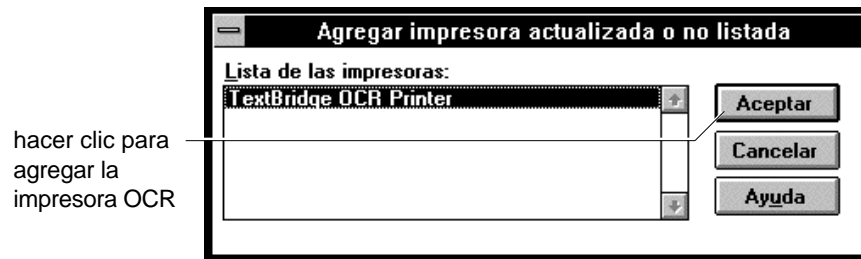 Agregar impresora actualizada o no listada
Lista de las impresoras:
TextBridge OCR Printer
Aceptar
Cancelar
Ayuda
hacer clic para
agregar la
impresora OCR